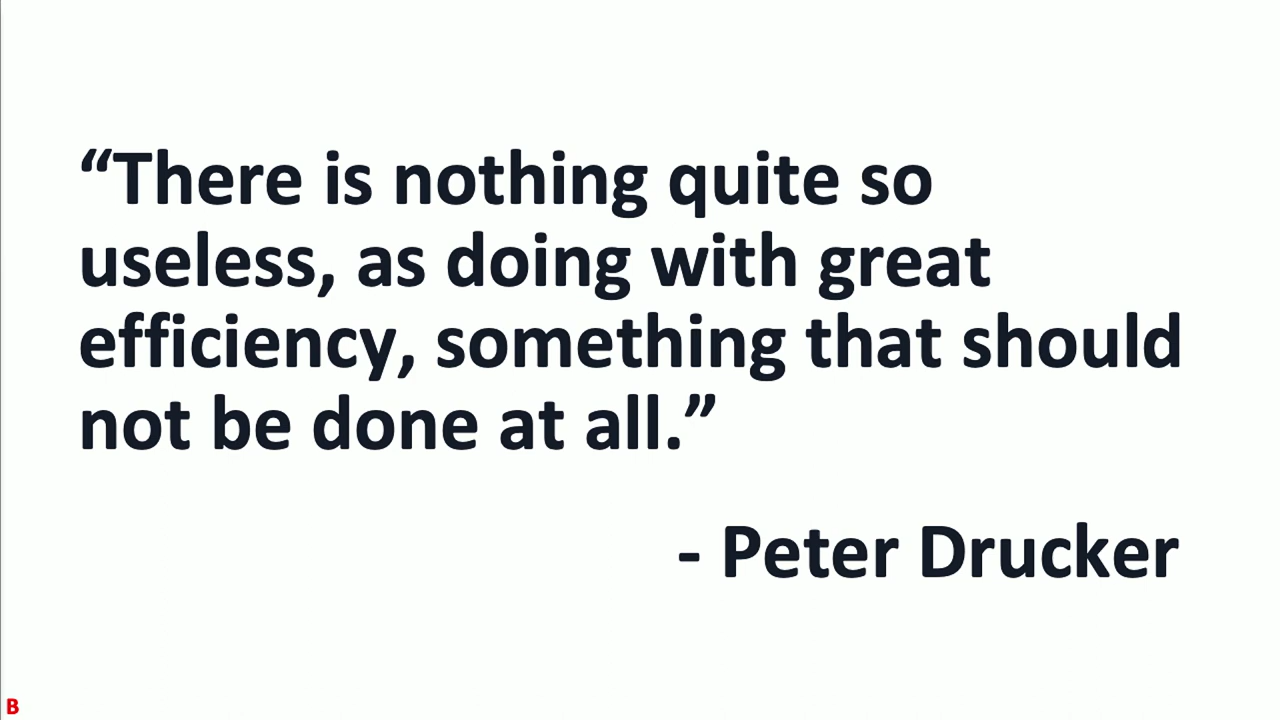 “There is nothing quite so
useless, as doing with great
efficiency, something that should
not be done at all.”
- Peter Drucker
B